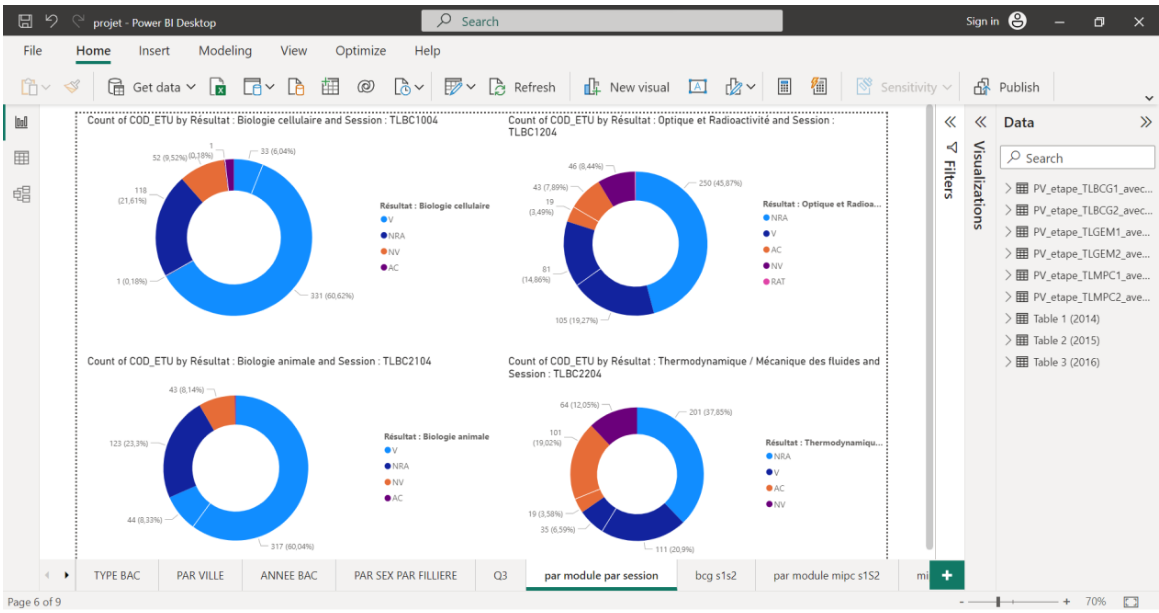 projet - Power BI Desktop
Search
Sign in
File
Home
Insert
Modeling
View
Optimize
Help
Get data
Refresh
New visual
Sensitivity
Publish
Count of COD_ETU by Résultat : Biologie cellulaire and Session : TLBC1004
1
52 (9,52%)
(0,18%)
33 (6,04%)
118
(21,61%)
1 (0,18%)
331 (60,62%)
Résultat : Biologie cellulaire
V
NRA
NV
AC
Count of COD_ETU by Résultat : Optique et Radioactivité and Session :
TLBC1204
46 (8,44%)
43 (7,89%)
19
(3,49%)
250 (45,87%)
81
(14,86%)
105 (19,27%)
Résultat : Optique et Radioa...
NRA
V
AC
NV
RAT
Count of COD_ETU by Résultat : Biologie animale and Session : TLBC2104
43 (8,14%)
123 (23,3%)
44 (8,33%)
317 (60,04%)
Résultat : Biologie animale
V
NRA
NV
AC
Count of COD_ETU by Résultat : Thermodynamique / Mécanique des fluides and
Session : TLBC2204
64 (12,05%)
201 (37,85%)
101
(19,02%)
19 (3,58%)
35 (6,59%)
111 (20,9%)
Résultat : Thermodynamiqu...
NRA
V
AC
NV
Filters
Visualizations
Data
Search
PV_etape_TLBCG1_avec...
PV_etape_TLBCG2_avec...
PV_etape_TLGEM1_ave...
PV_etape_TLGEM2_ave...
PV_etape_TLMPC1_ave...
PV_etape_TLMPC2_ave...
Table 1 (2014)
Table 2 (2015)
Table 3 (2016)
TYPE BAC
PAR VILLE
ANNEE BAC
PAR SEX PAR FILLIERE
Q3
par module par session
bcg s1s2
par module mipc s1S2
mi
Page 6 of 9
70%